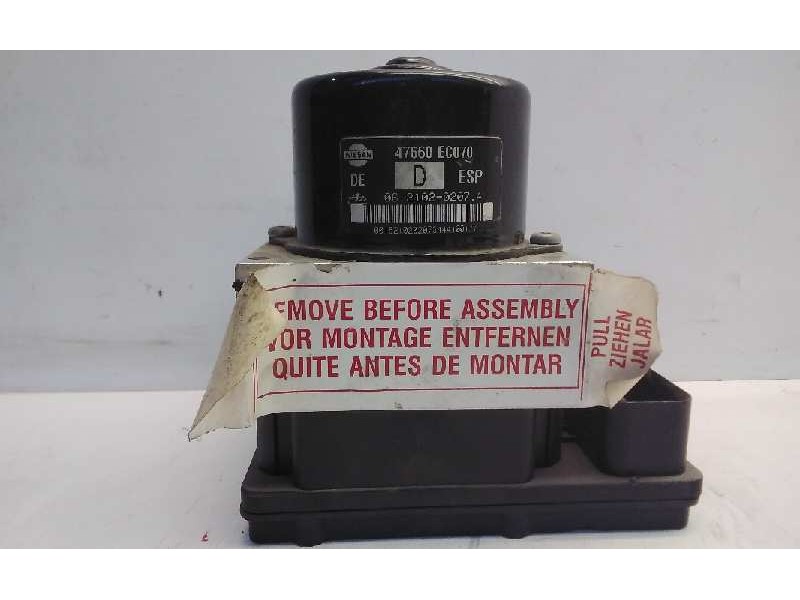 NISSAN 47660 EC070
DE D ESP
06.2102-0267.4
EMOVE BEFORE ASSEMBLY
VOR MONTAGE ENTFERNEN
QUITE ANTES DE MONTAR
PULL
ZIEHEN
JALAR